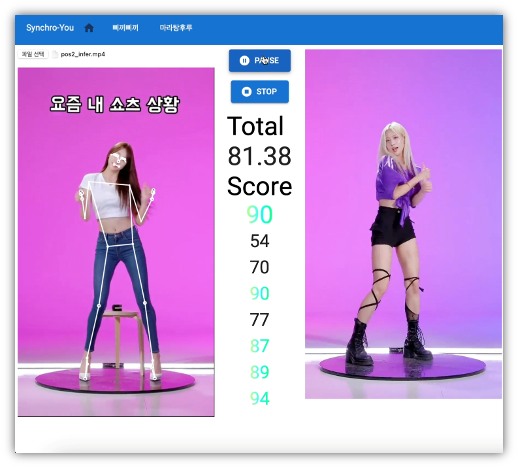 Synchro-You 삐끼삐끼 마라탕후루
파일 선택 pos2_infer.mp4
요즘 내 쇼츠 상황
PAUSE
STOP
Total
81.38
Score
90
54
70
90
77
87
89
94